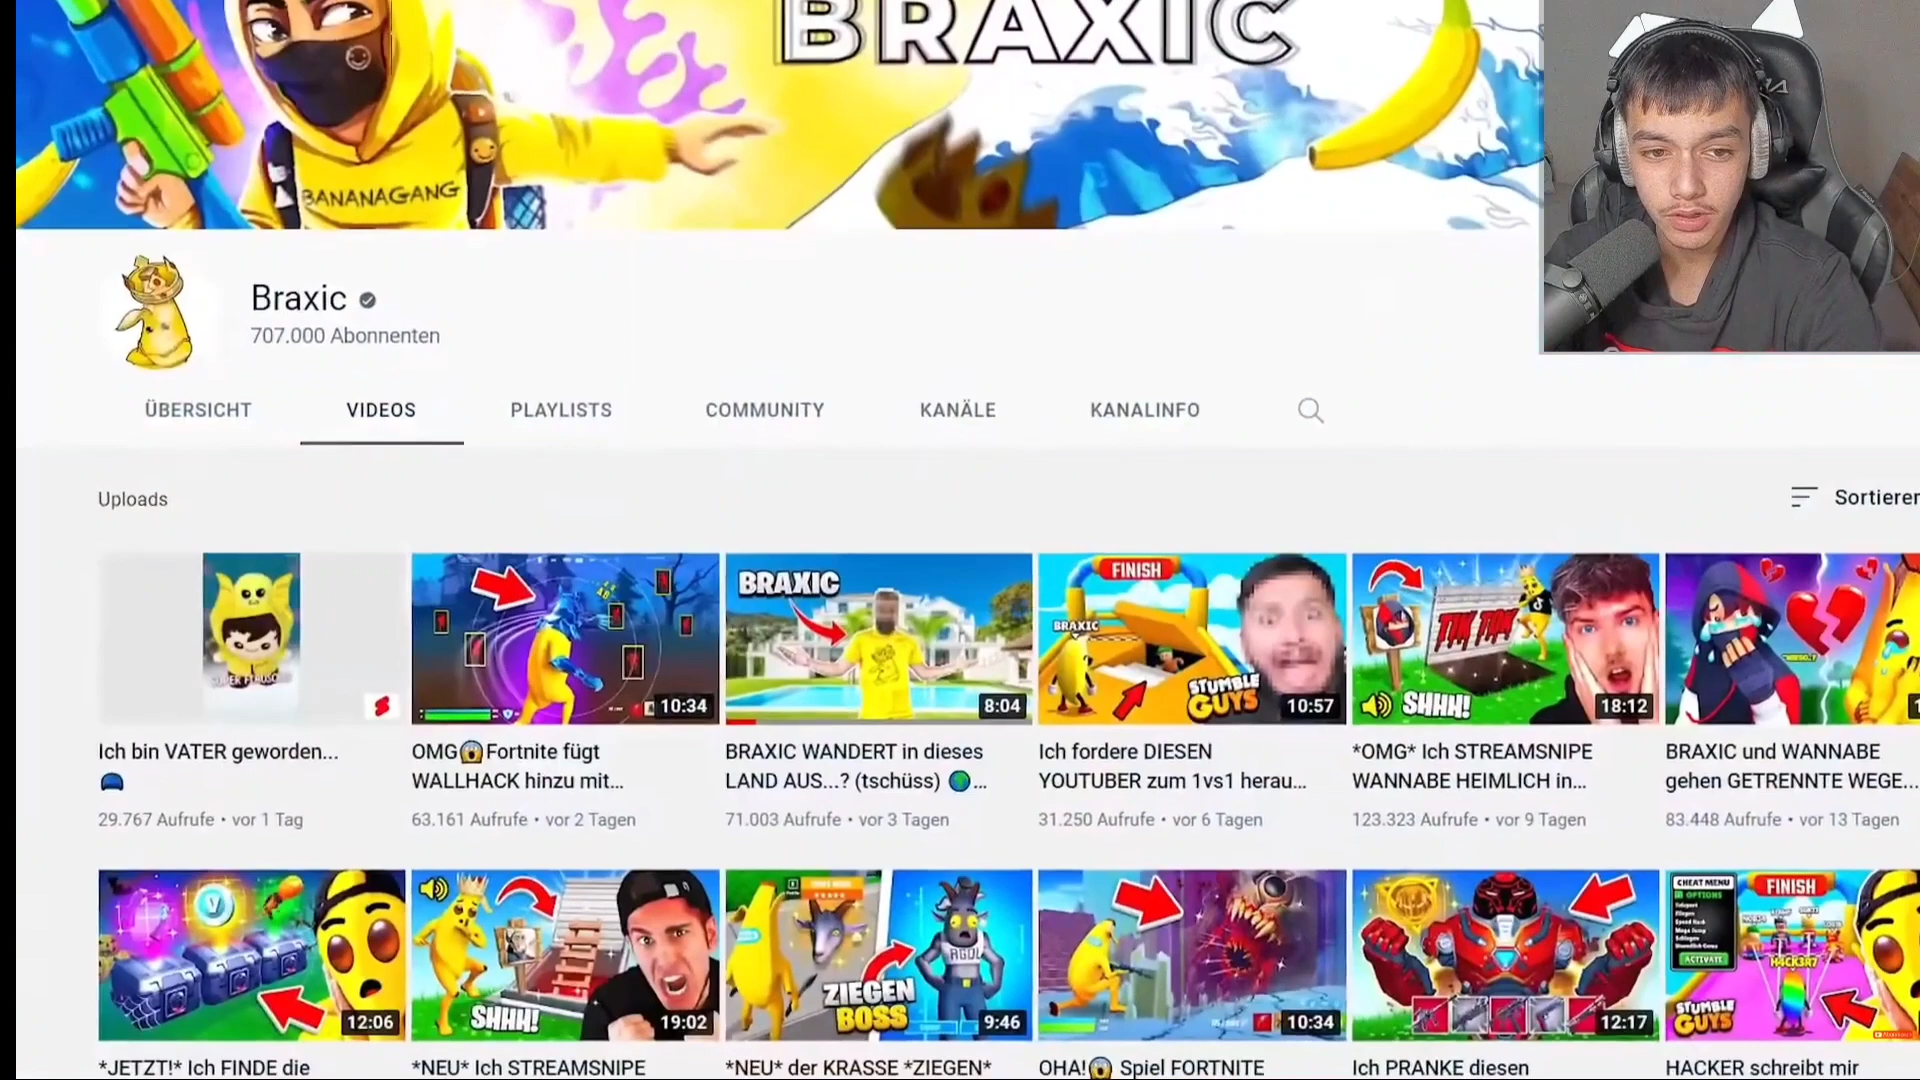 BRAXIC
BANANAGANG
Braxic
707.000 Abonnenten
ÜBERSICHT
VIDEOS
PLAYLISTS
COMMUNITY
KANÄLE
KANALINFO
Uploads
Sortieren
10:34
BRAXIC
8:04
FINISH
BRAXIC
STUMBLE
GUYS
10:57
SHHH!
18:12
Ich bin VATER geworden...
29.767 Aufrufe • vor 1 Tag
OMG😱Fortnite fügt
WALLHACK hinzu mit...
63.161 Aufrufe • vor 2 Tagen
BRAXIC WANDERT in dieses
LAND AUS...? (tschüss) 🌍...
71.003 Aufrufe • vor 3 Tagen
Ich fordere DIESEN
YOUTUBER zum 1vs1 herau...
31.250 Aufrufe • vor 6 Tagen
*OMG* Ich STREAMSNIPE
WANNABE HEIMLICH in...
123.323 Aufrufe • vor 9 Tagen
BRAXIC und WANNABE
gehen GETRENNTE WEGE...
83.448 Aufrufe • vor 13 Tagen
V
12:06
SHHH!
19:02
ZIEGEN
BOSS
9:46
10:34
12:17
CHEAT MENU
OPTIONS
ACTIVATE
FINISH
H4CK3R7
STUMBLE
GUYS
*JETZT!* Ich FINDE die
*NEU* Ich STREAMSNIPE
*NEU* der KRASSE *ZIEGEN*
OHA!😱 Spiel FORTNITE
Ich PRANKE diesen
HACKER schreibt mir